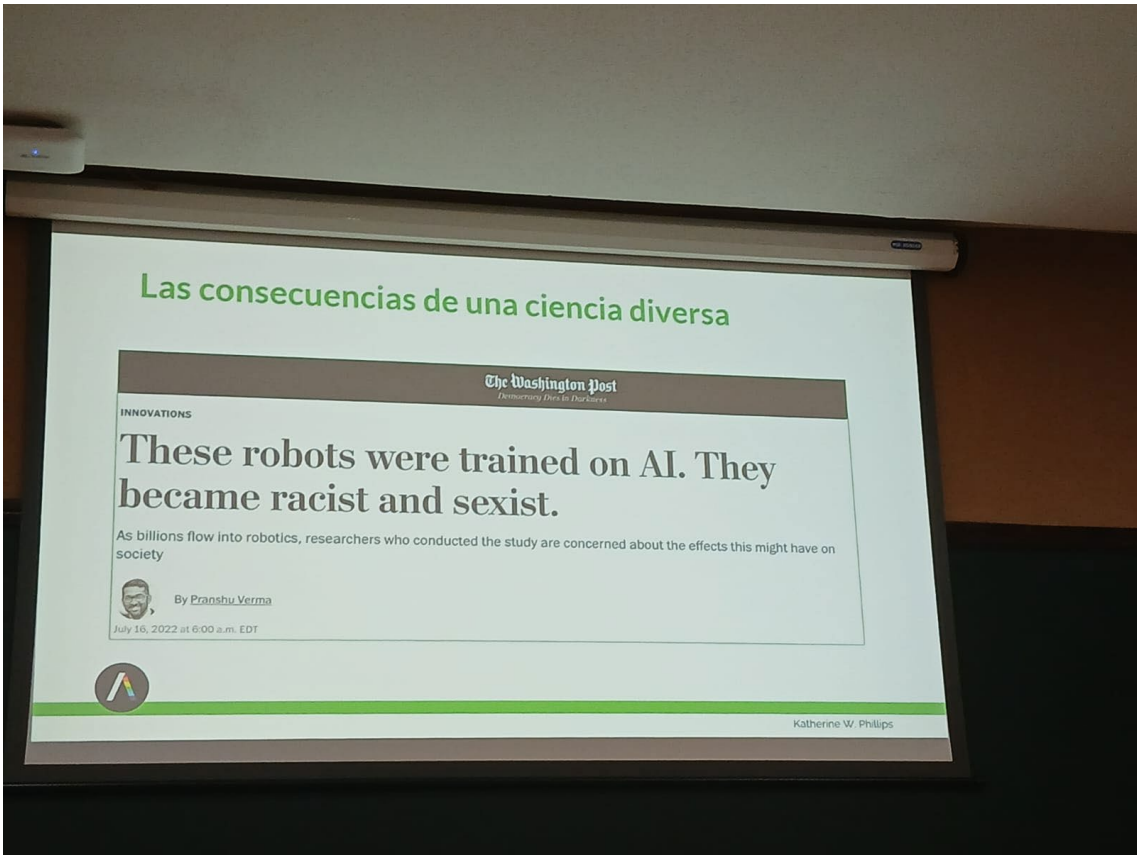 Las consecuencias de una ciencia diversa
The Washington Post
Democracy Dies in Darkness
INNOVATIONS
These robots were trained on AI. They
became racist and sexist.
As billions flow into robotics, researchers who conducted the study are concerned about the effects this might have on
society
By Pranshu Verma
July 16, 2022 at 6:00 a.m. EDT
Katherine W. Phillips